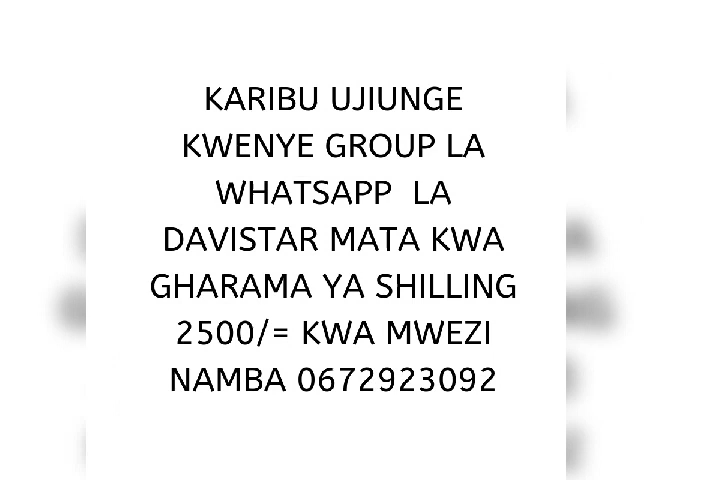 KARIBU UJIUNGE
KWENYE GROUP LA
WHATSAPP LA
DAVISTAR MATA KWA
GHARAMA YA SHILLING
2500/= KWA MWEZI
NAMBA 0672923092